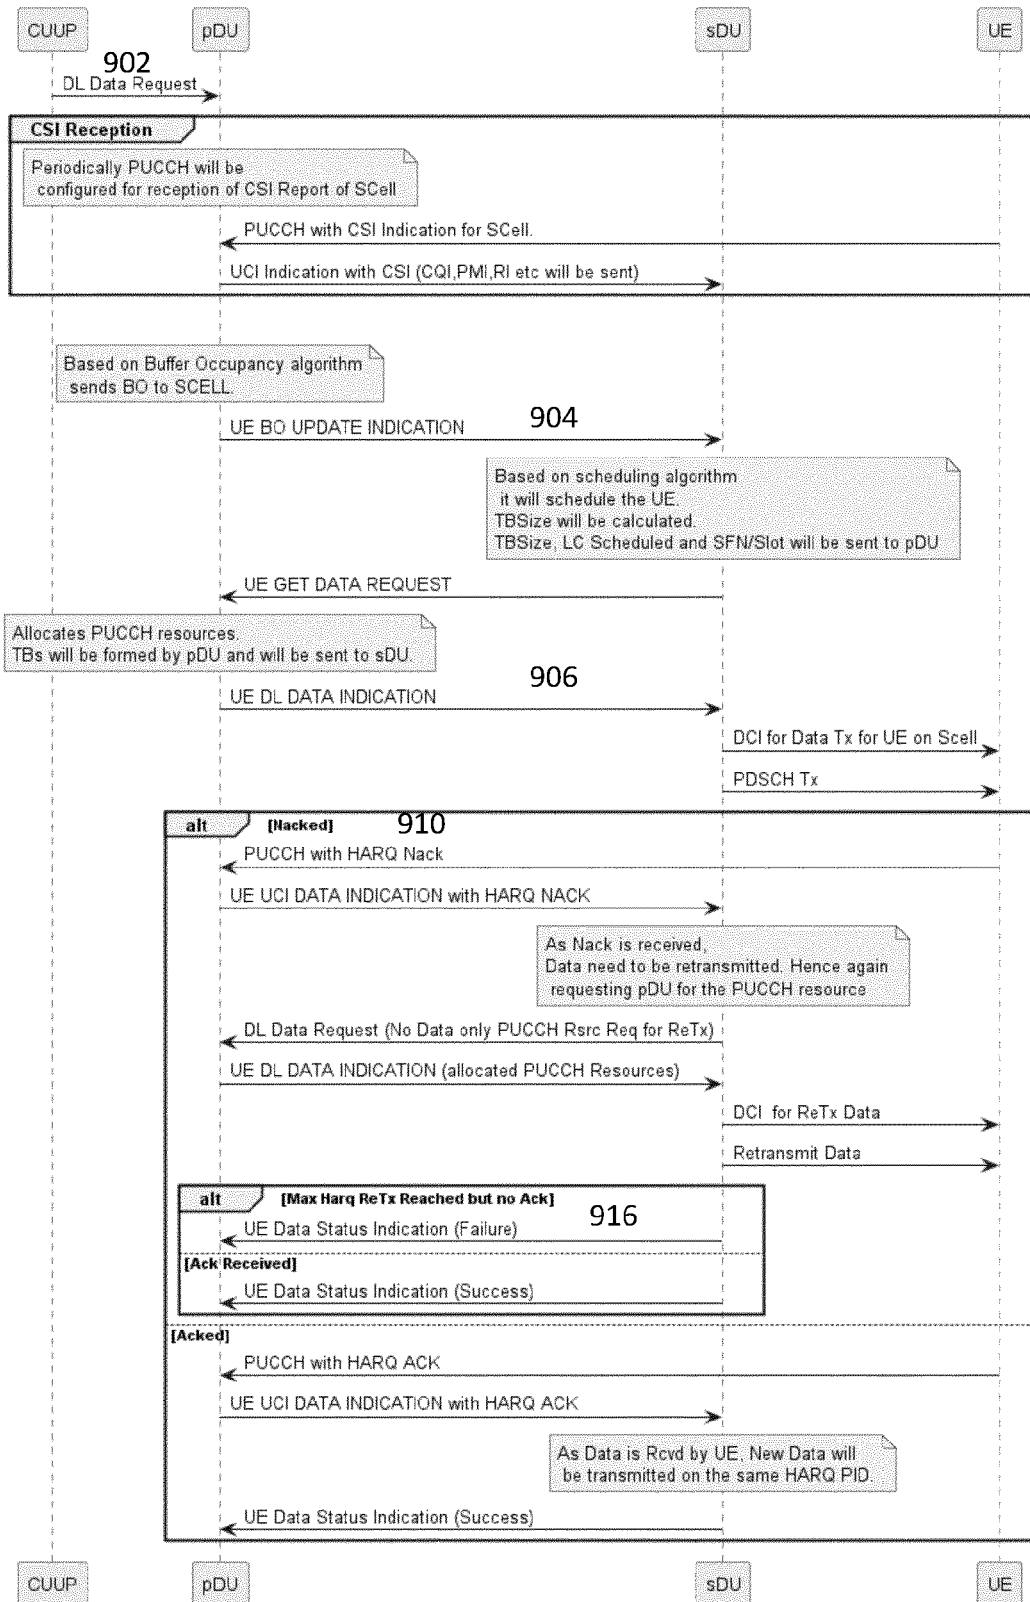 CUUP
pDU
sDU
UE
902
DL Data Request
CSI Reception
Periodically PUCCH will be
configured for reception of CSI Report of SCell
PUCCH with CSI Indication for SCell.
UCI Indication with CSI (CQI,PMI,RI etc will be sent)
Based on Buffer Occupancy algorithm
sends BO to SCELL.
UE BO UPDATE INDICATION
904
Based on scheduling algorithm
it will schedule the UE.
TBSize will be calculated.
TBSize, LC Scheduled and SFN/Slot will be sent to pDU
UE GET DATA REQUEST
Allocates PUCCH resources.
TBs will be formed by pDU and will be sent to sDU.
906
UE DL DATA INDICATION
DCI for Data Tx for UE on Scell
PDSCH Tx
alt
[Nacked]
910
PUCCH with HARQ Nack
UE UCI DATA INDICATION with HARQ NACK
As Nack is received,
Data need to be retransmitted. Hence again
requesting pDU for the PUCCH resource
DL Data Request (No Data only PUCCH Rsrc Req for ReTx)
UE DL DATA INDICATION (allocated PUCCH Resources)
DCI for ReTx Data
Retransmit Data
alt
[Max Harq ReTx Reached but no Ack]
916
UE Data Status Indication (Failure)
[Ack Received]
UE Data Status Indication (Success)
[Acked]
PUCCH with HARQ ACK
UE UCI DATA INDICATION with HARQ ACK
As Data is Rcvd by UE, New Data will
be transmitted on the same HARQ PID.
UE Data Status Indication (Success)
CUUP
pDU
sDU
UE